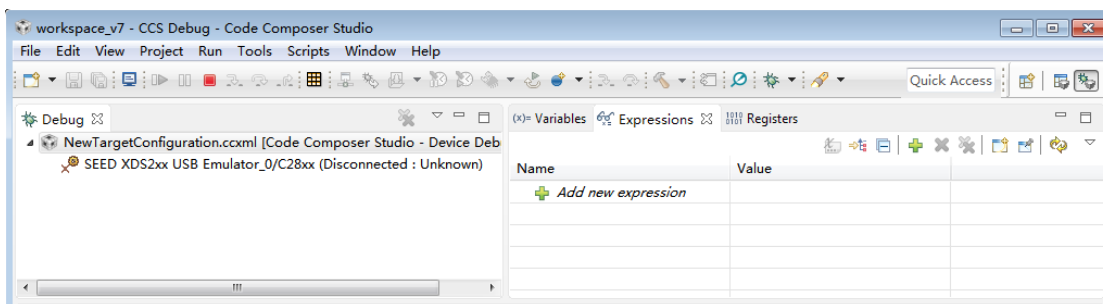 workspace_v7 - CCS Debug - Code Composer Studio
File Edit View Project Run Tools Scripts Window Help
Quick Access
Debug
(x)= Variables Expressions 1010 0101 Registers
NewTargetConfiguration.ccxml [Code Composer Studio - Device Deb
SEED XDS2xx USB Emulator_0/C28xx (Disconnected : Unknown)
Name Value
Add new expression